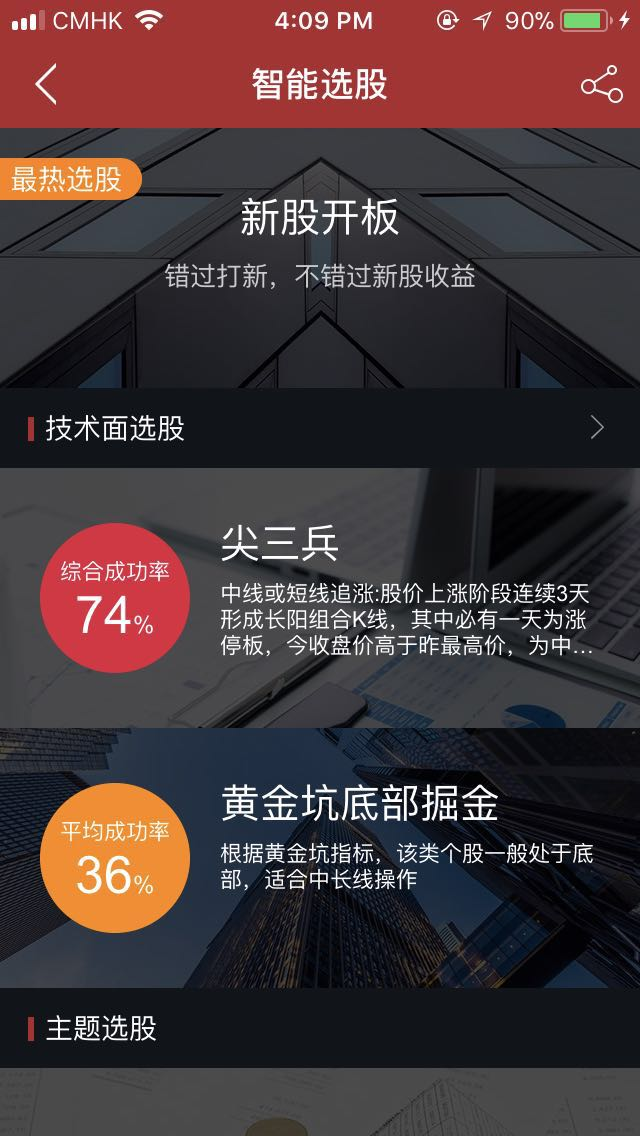 CMHK 4:09 PM 90%
智能选股
最热选股
新股开板
错过打新，不错过新股收益
技术面选股
尖三兵
综合成功率
74%
中线或短线追涨:股价上涨阶段连续3天
形成长阳组合K线，其中必有一天为涨
停板，今收盘价高于昨最高价，为中...
黄金坑底部掘金
平均成功率
36%
根据黄金坑指标，该类个股一般处于底
部，适合中长线操作
主题选股